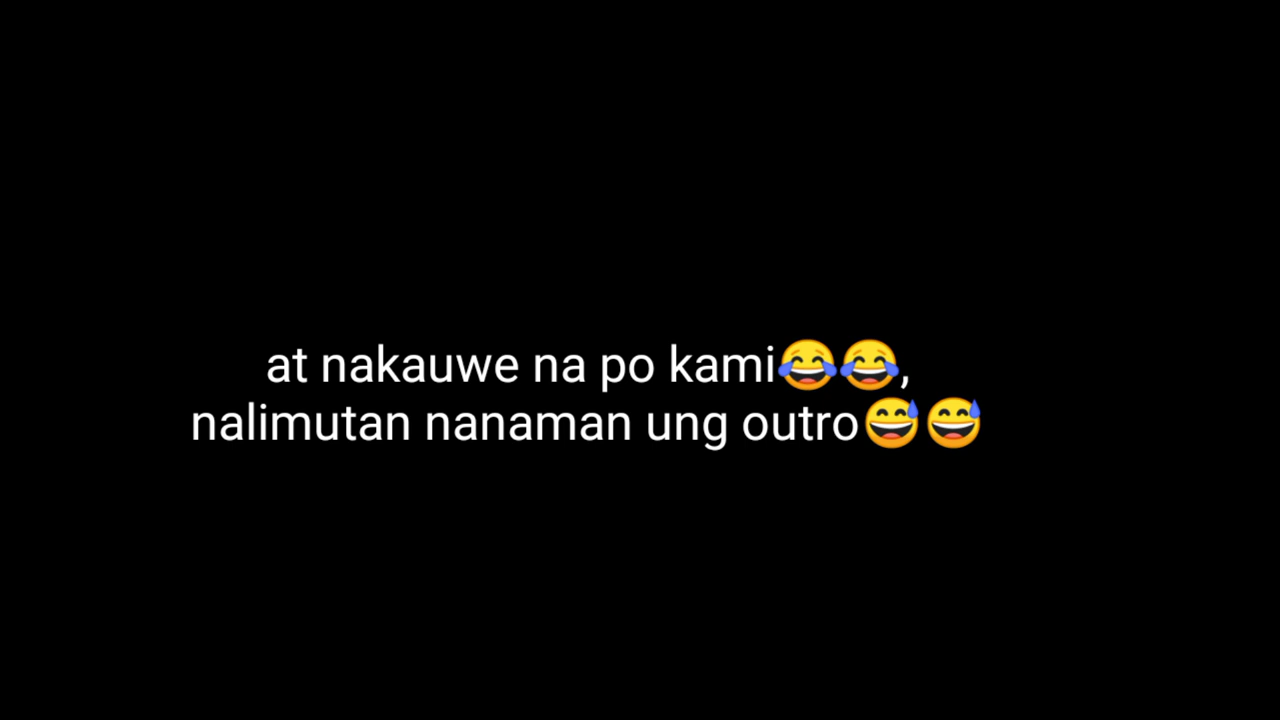 at nakauwe na po kami😂😂,
nalimutan nanaman ung outro😅😅